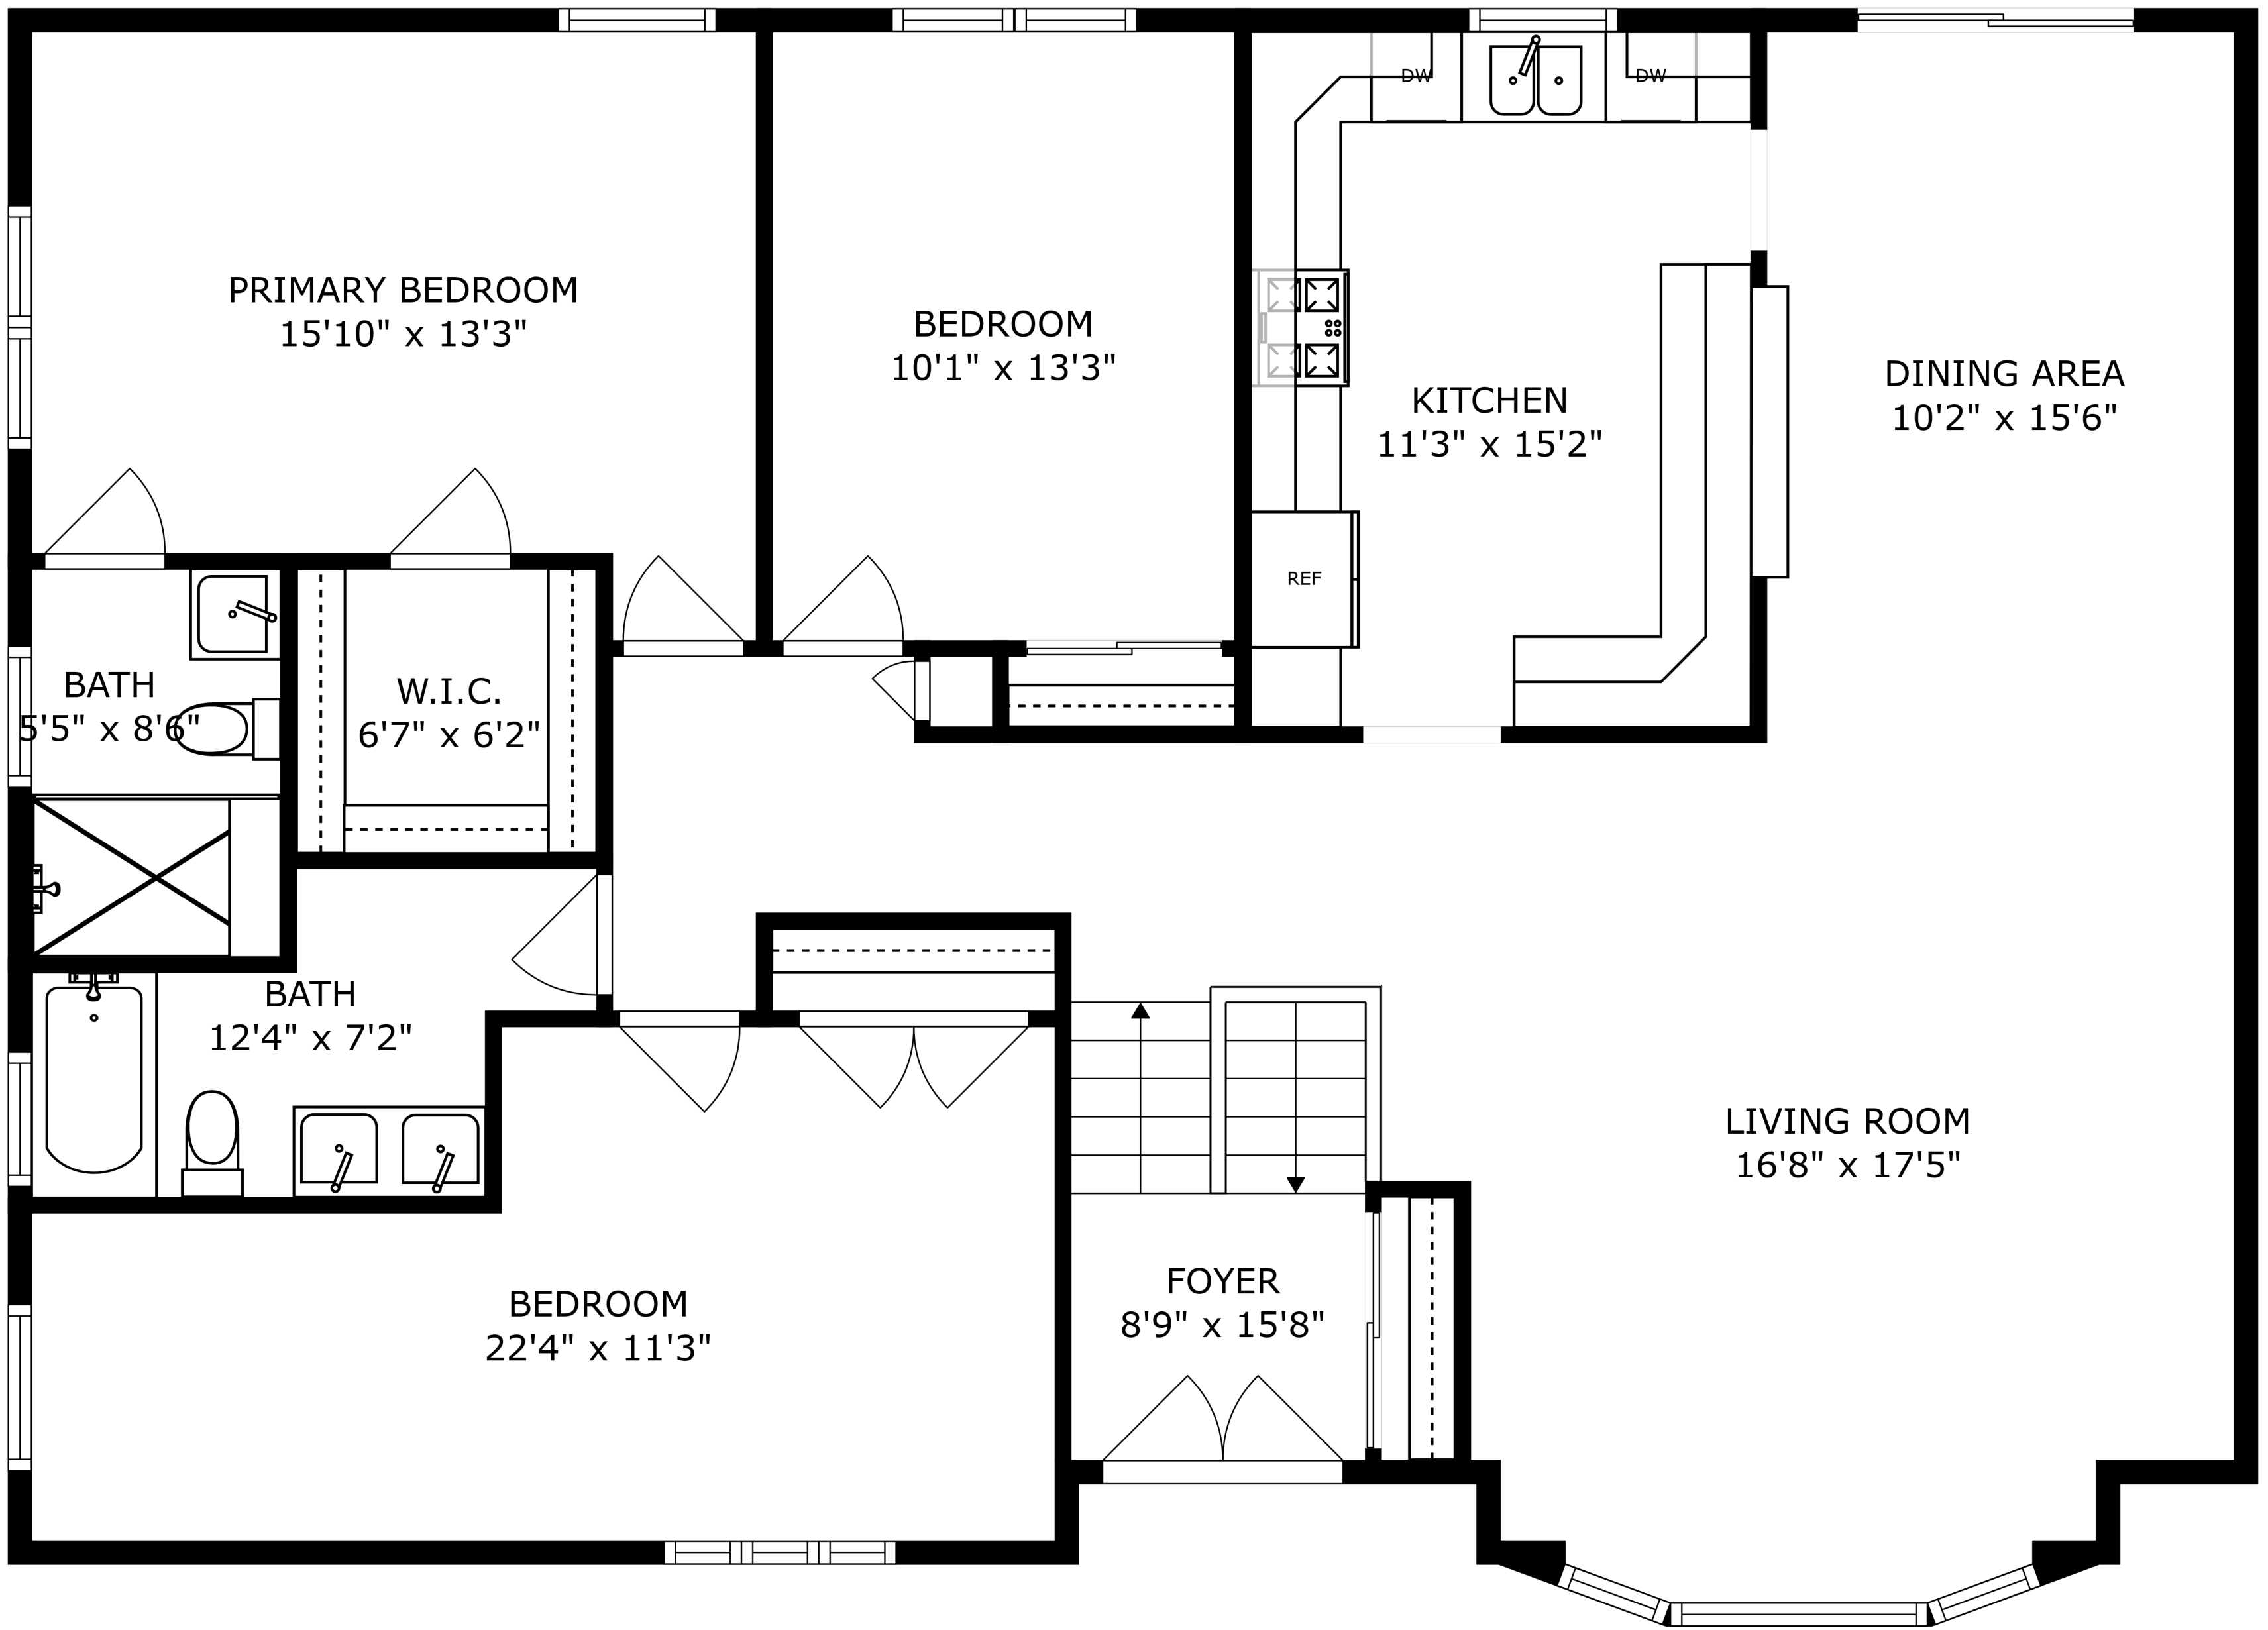 DW
DW
PRIMARY BEDROOM
15'10" x 13'3"
BEDROOM
10'1" x 13'3"
KITCHEN
11'3" x 15'2"
DINING AREA
10'2" x 15'6"
REF
BATH
5'5" x 8'6"
W.I.C.
6'7" x 6'2"
BATH
12'4" x 7'2"
LIVING ROOM
16'8" x 17'5"
FOYER
8'9" x 15'8"
BEDROOM
22'4" x 11'3"